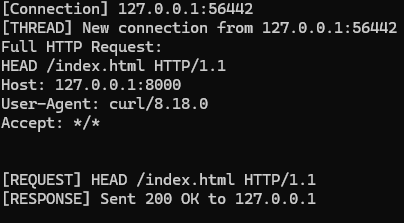 [Connection] 127.0.0.1:56442
[THREAD] New connection from 127.0.0.1:56442
Full HTTP Request:
HEAD /index.html HTTP/1.1
Host: 127.0.0.1:8000
User-Agent: curl/8.18.0
Accept: */*
[REQUEST] HEAD /index.html HTTP/1.1
[RESPONSE] Sent 200 OK to 127.0.0.1